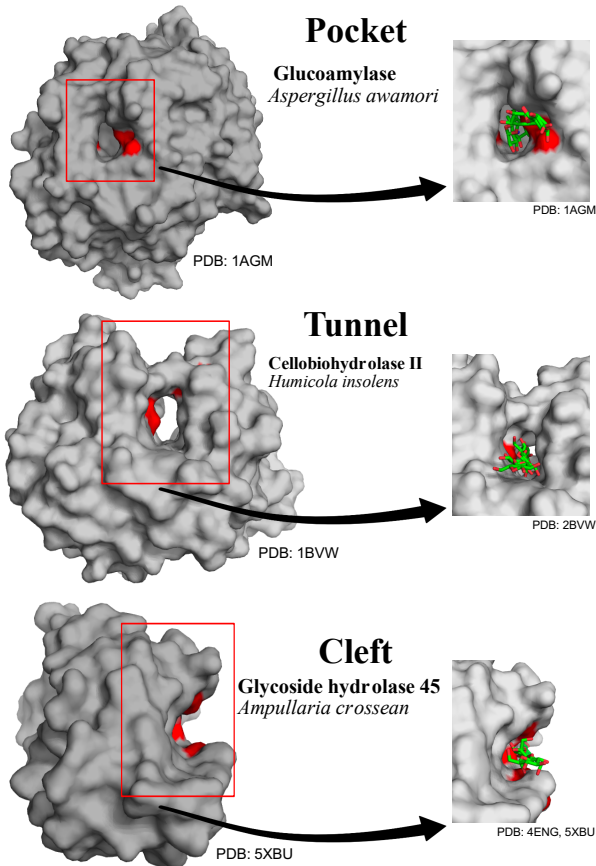 Pocket
Glucoamylase
Aspergillus awamori
PDB: 1AGM
PDB: 1AGM
Tunnel
Cellobiohydrolase II
Humicola insolens
PDB: 2BVW
PDB: 1BVW
Cleft
Glycoside hydrolase 45
Ampullaria crossean
PDB: 4ENG, 5XBU
PDB: 5XBU